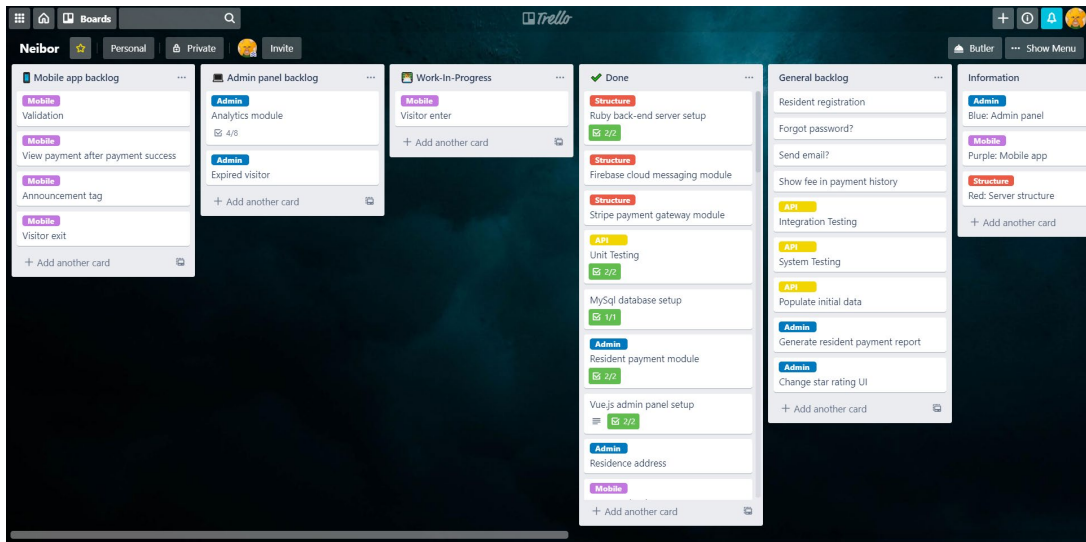 Boards
Trello
Neibor
Personal
Private
Invite
Butler
Show Menu
Mobile app backlog
Mobile
Validation
Mobile
View payment after payment success
Mobile
Announcement tag
Mobile
Visitor exit
+ Add another card
Admin panel backlog
Admin
Analytics module
4/8
Admin
Expired visitor
+ Add another card
Work-In-Progress
Mobile
Visitor enter
+ Add another card
Done
Structure
Ruby back-end server setup
2/2
Structure
Firebase cloud messaging module
Structure
Stripe payment gateway module
API
Unit Testing
2/2
MySql database setup
1/1
Admin
Resident payment module
2/2
Vue.js admin panel setup
2/2
Admin
Residence address
Mobile
+ Add another card
General backlog
Resident registration
Forgot password?
Send email?
Show fee in payment history
API
Integration Testing
API
System Testing
API
Populate initial data
Admin
Generate resident payment report
Admin
Change star rating UI
+ Add another card
Information
Admin
Blue: Admin panel
Mobile
Purple: Mobile app
Structure
Red: Server structure
+ Add another card